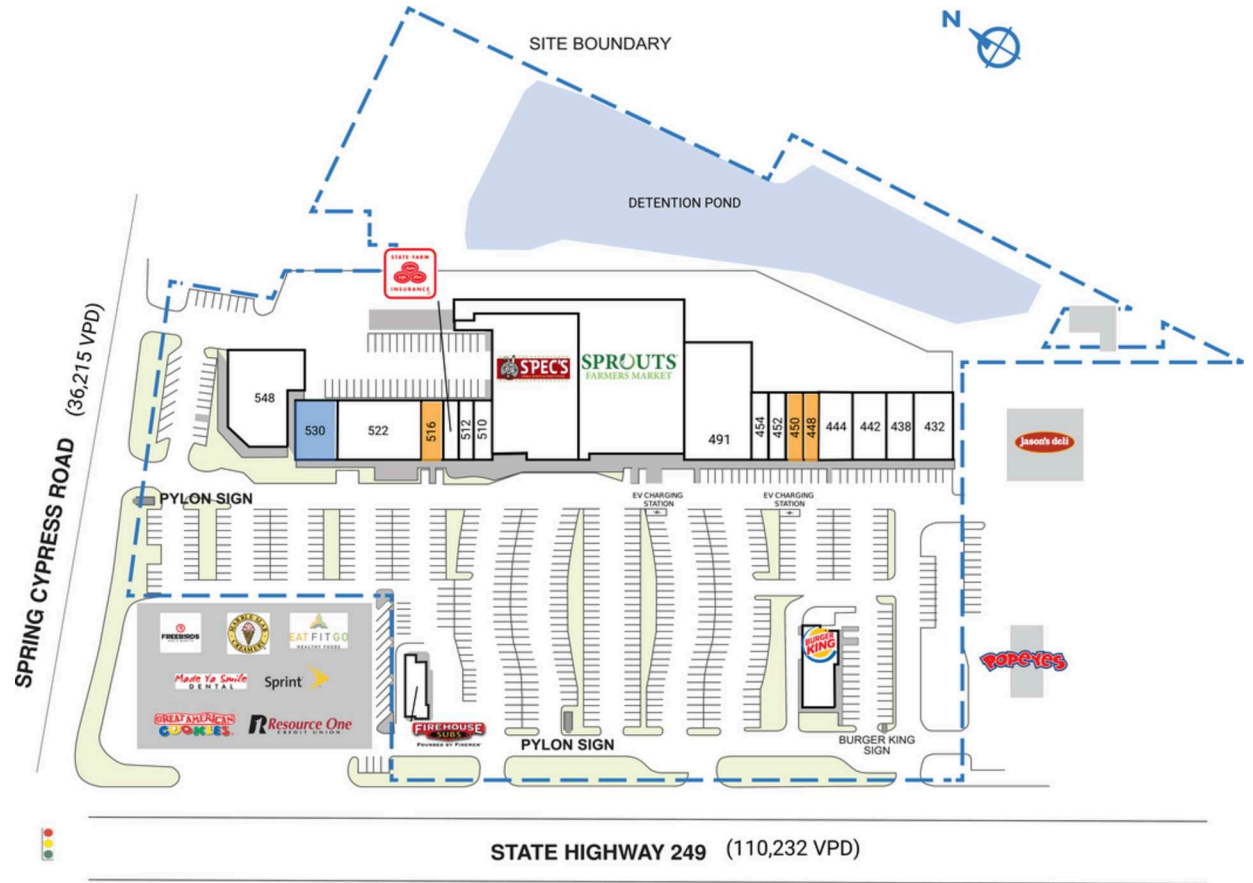 SITE BOUNDARY
N
DETENTION POND
STATE FARM
INSURANCE
SPRING CYPRESS ROAD (36,215 VPD)
SPEC'S
SPROUTS
FARMERS MARKET
548
530
522
516
512
510
491
454
452
450
448
444
442
438
432
Jason's deli
PYLON SIGN
EV CHARGING
STATION
EV CHARGING
STATION
FREEBIRDS
MARBLE SLAB
CREAMERY
EAT FIT GO
HEALTHY FOODS
Made Ya Smile
DENTAL
Sprint
GREAT AMERICAN
COOKIES
Resource One
CREDIT UNION
FIREHOUSE
SUBS
FOUNDED BY FIREMEN
PYLON SIGN
BURGER
KING
BURGER KING
SIGN
POPEYES
STATE HIGHWAY 249 (110,232 VPD)